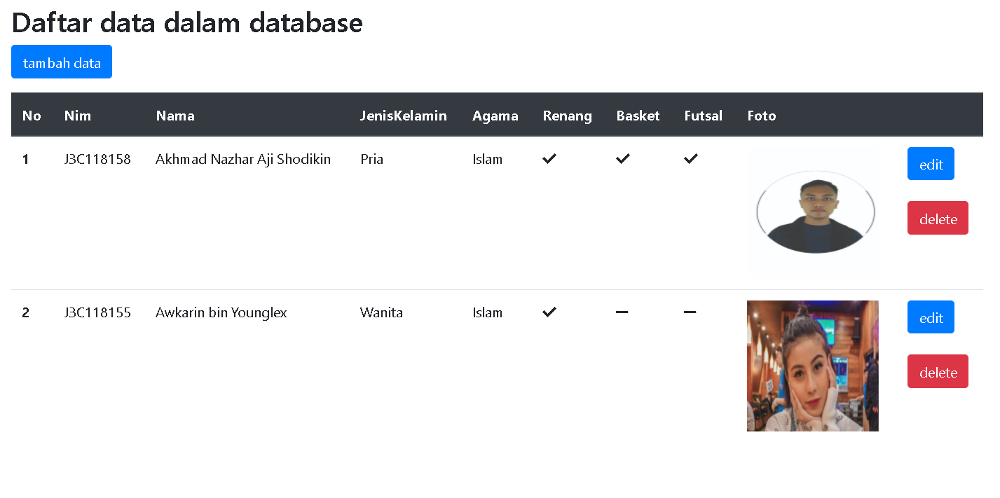 Daftar data dalam database
tambah data
No Nim Nama JenisKelamin Agama Renang Basket Futsal Foto
1 J3C118158 Akhmad Nazhar Aji Shodikin Pria Islam ✔ ✔ ✔ edit
delete
2 J3C118155 Awkarin bin Younglex Wanita Islam ✔ – – edit
delete